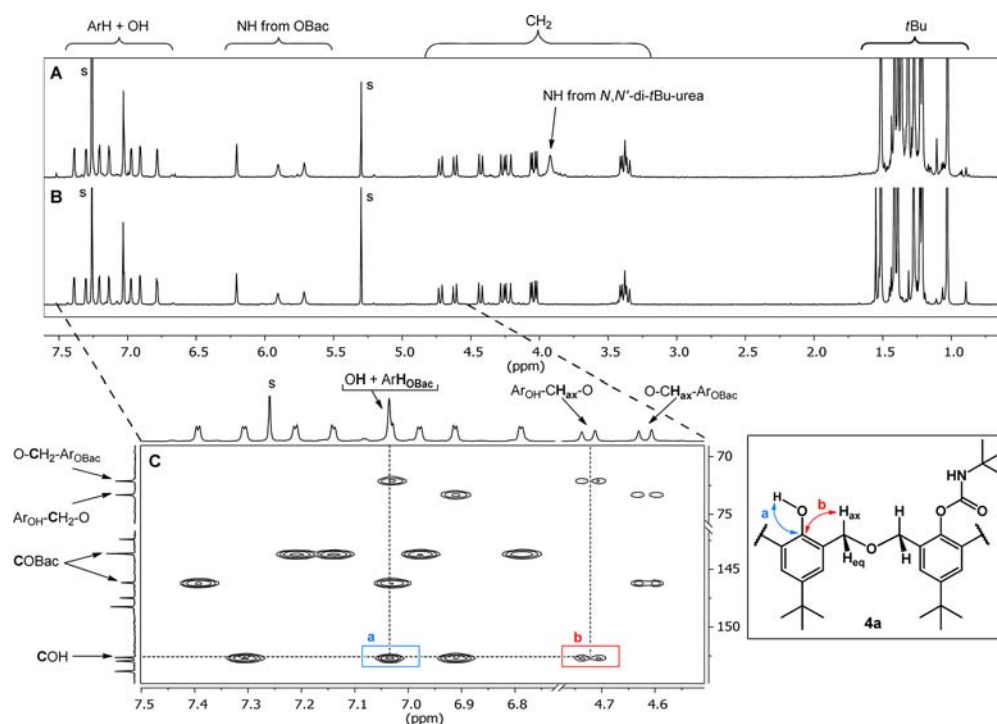 ArH + OH NH from OBac CH2 tBu
A s s
NH from N,N'-di-tBu-urea
B s s
7.5 7.0 6.5 6.0 5.5 5.0 4.5 4.0 3.5 3.0 2.5 2.0 1.5 1.0
(ppm) (ppm)
s OH + ArHOBac ArOH-CHax-O O-CHax-ArOBac
C
O-CH2-ArOBac
ArOH-CH2-O
COBac
COH
a b
70
75
145
150
7.5 7.4 7.3 7.2 7.1 7.0 6.9 6.8 4.6
(ppm) (ppm)
H O a b Hax H O N H O
Heq O H
4a